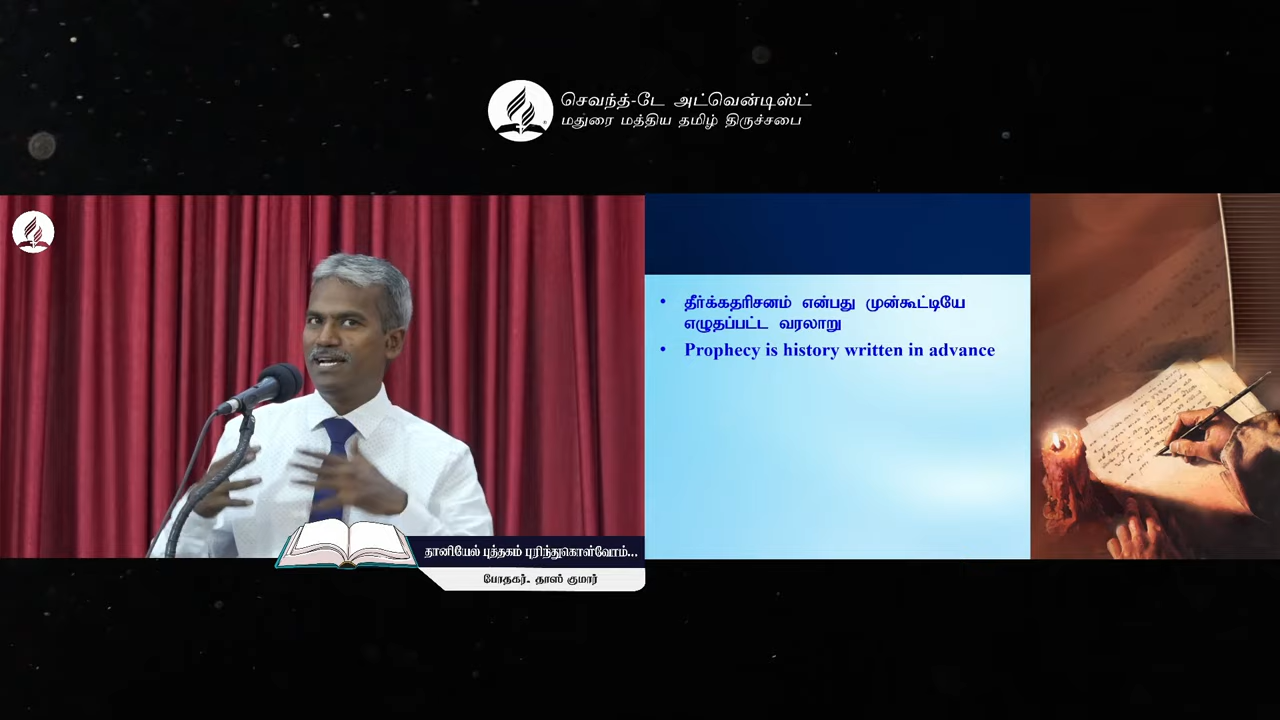 செவந்த்-டே அட்வென்டிஸ்ட்
மதுரை மத்திய தமிழ் திருச்சபை
• தீர்க்கதரிசனம் என்பது முன்கூட்டியே
எழுதப்பட்ட வரலாறு
• Prophecy is history written in advance
தானியேல் புத்தகம் புரிந்துகொள்வோம்...
போதகர். தாஸ் குமார்